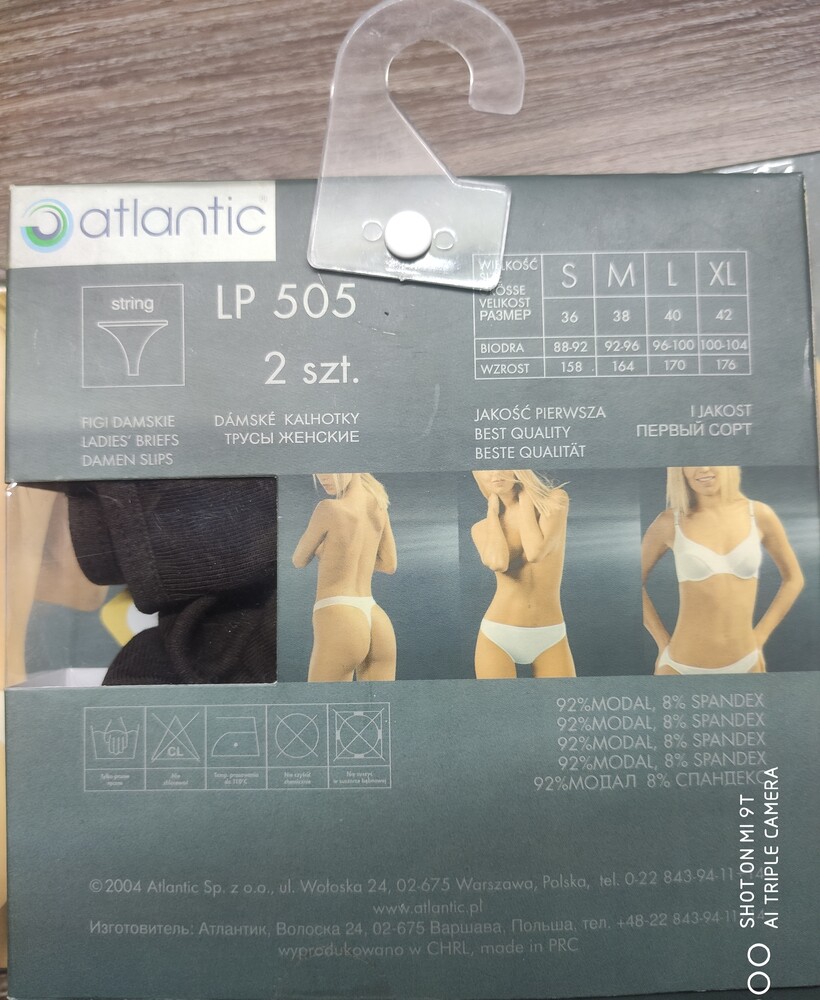 atlantic
string
LP 505
2 szt.
FIGI DAMSKIE
LADIES' BRIEFS
DAMEN SLIPS
DÁMSKÉ KALHOTKY
ТРУСЫ ЖЕНСКИЕ
WIELKOŚĆ S M L XL
GRÖSSE
VELIKOST
РАЗМЕР 36 38 40 42
BIODRA 88-92 92-96 96-100 100-104
WZROST 158 164 170 176
JAKOŚĆ PIERWSZA
BEST QUALITY
BESTE QUALITÄT
I JAKOST
ПЕРВЫЙ СОРТ
CL
92%MODAL, 8% SPANDEX
92%MODAL, 8% SPANDEX
92%MODAL, 8% SPANDEX
92%MODAL, 8% SPANDEX
92%МОДАЛ 8% СПАНДЕКС
©2004 Atlantic Sp. z o.o., ul. Wołoska 24, 02-675 Warszawa, Polska, tel. 0-22 843-94-11
www.atlantic.pl
Изготовитель: Атлантик, Волоска 24, 02-675 Варшава, Польша, тел. +48-22 843-94-11
wyprodukowano w CHRL, made in PRC
SHOT ON MI 9T
AI TRIPLE CAMERA